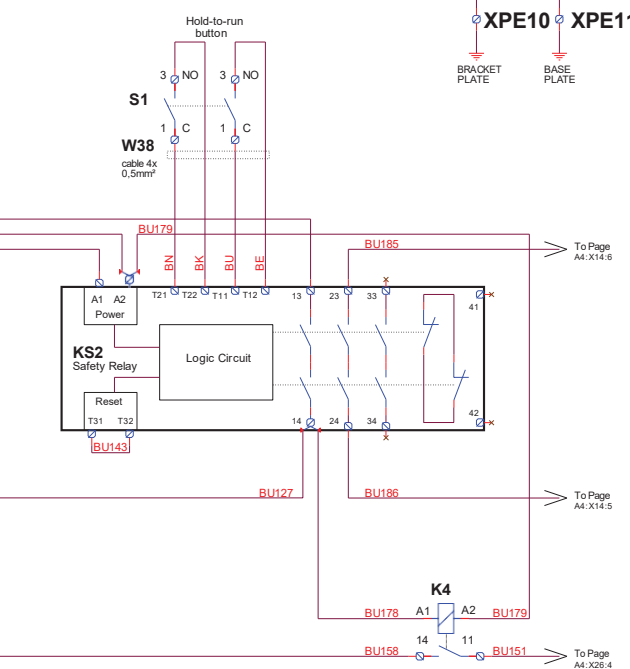 Hold-to-run
button
XPE10
XPE11
BRACKET
PLATE
BASE
PLATE
3 NO
3 NO
S1
1 C
1 C
W38
cable 4x
0,5mm²
BU179
BN
BK
BU
BE
BU185
To Page
A4:X14:6
A1 A2
Power
T21 T22 T11 T12
13
23
33
41
KS2
Safety Relay
Logic Circuit
Reset
T31 T32
BU143
14
24
34
42
BU127
BU186
To Page
A4:X14:5
K4
BU178 A1 A2 BU179
14 11
BU158
BU151
To Page
A4:X26:4